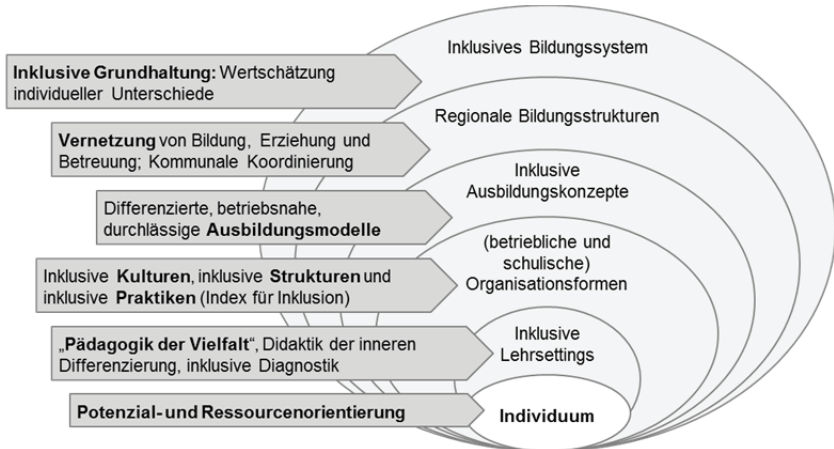 Inklusives Bildungssystem
Inklusive Grundhaltung: Wertschätzung
individueller Unterschiede
Regionale Bildungsstrukturen
Vernetzung von Bildung, Erziehung und
Betreuung; Kommunale Koordinierung
Inklusive
Ausbildungskonzepte
Differenzierte, betriebsnahe,
durchlässige Ausbildungsmodelle
(betriebliche und
schulische)
Organisationsformen
Inklusive Kulturen, inklusive Strukturen und
inklusive Praktiken (Index für Inklusion)
Inklusive
Lehrsettings
„Pädagogik der Vielfalt“, Didaktik der inneren
Differenzierung, inklusive Diagnostik
Potenzial- und Ressourcenorientierung
Individuum